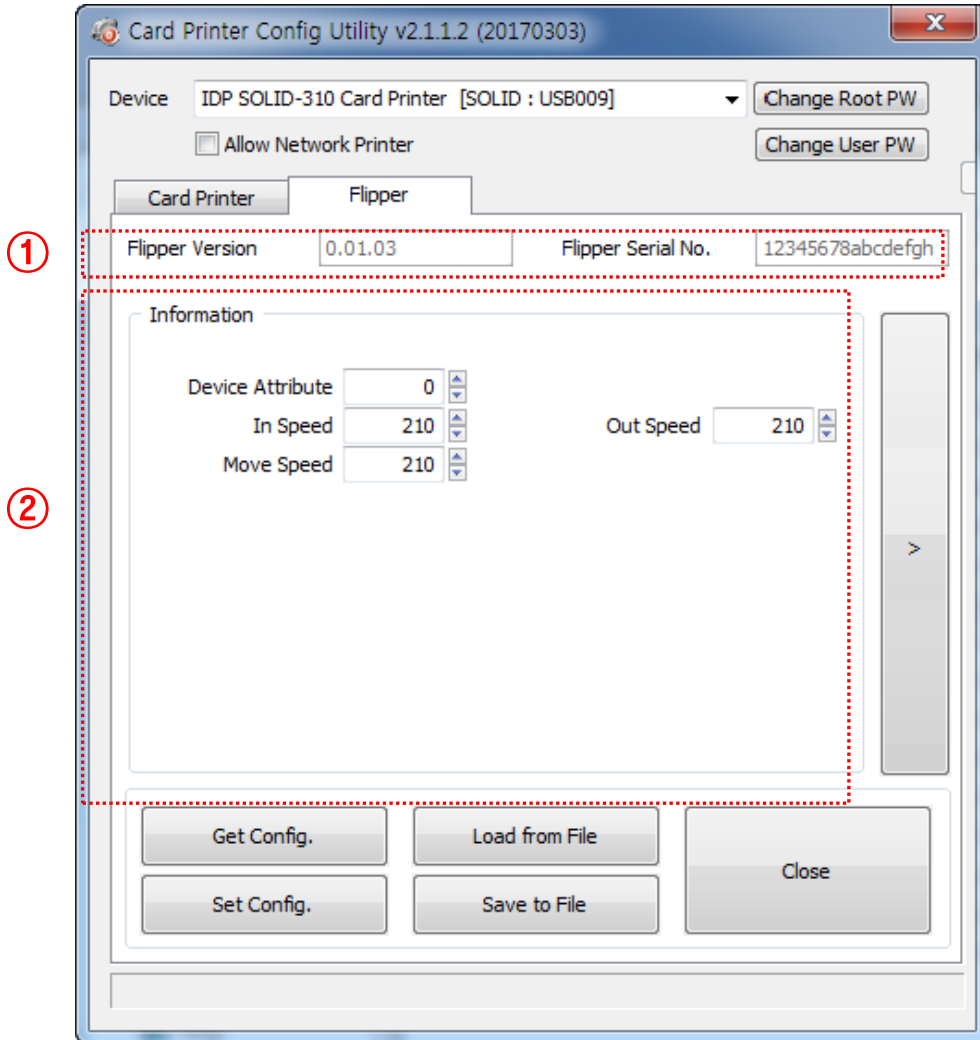 Card Printer Config Utility v2.1.1.2 (20170303)
x
Device IDP SOLID-310 Card Printer [SOLID : USB009] Change Root PW
Allow Network Printer Change User PW
Card Printer Flipper
① Flipper Version 0.01.03 Flipper Serial No. 12345678abcdefgh
Information
Device Attribute 0
In Speed 210 Out Speed 210
Move Speed 210
②
>
Get Config. Load from File
Close
Set Config. Save to File